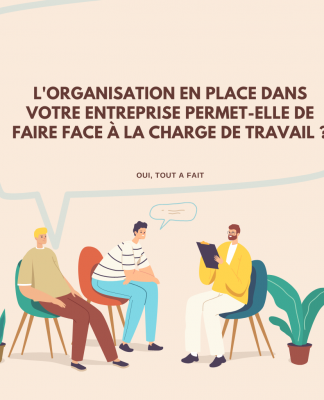 L'ORGANISATION EN PLACE DANS
VOTRE ENTREPRISE PERMET-ELLE DE
FAIRE FACE À LA CHARGE DE TRAVAIL ?
OUI, TOUT A FAIT